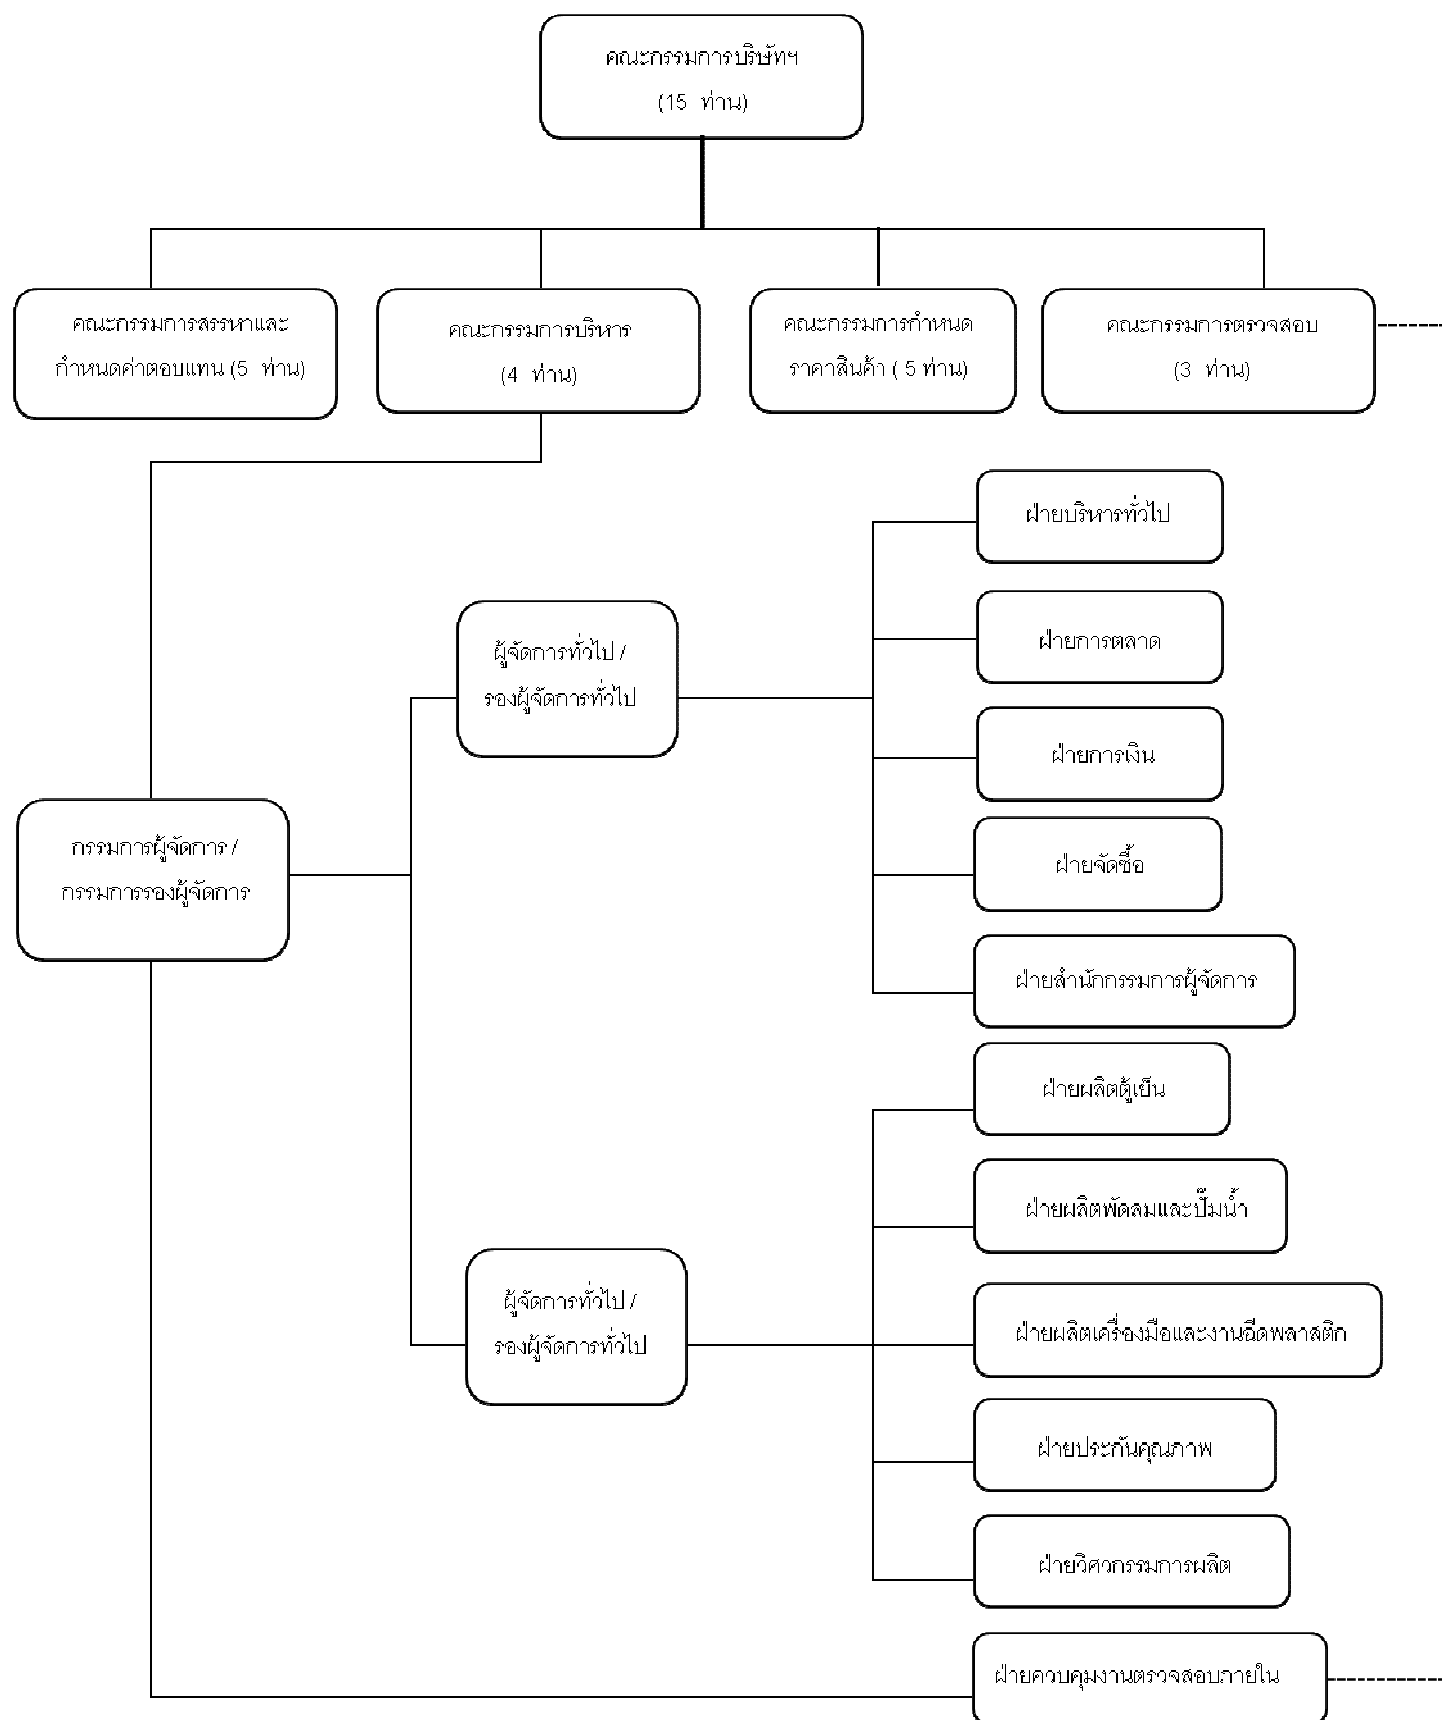 คณะกรรมการบริษัทฯ
(15 ท่าน)
คณะกรรมการสรรหาและ
กำหนดค่าตอบแทน (5 ท่าน)
คณะกรรมการบริหาร
(4 ท่าน)
คณะกรรมการกำหนด
ราคาสินค้า ( 5 ท่าน)
คณะกรรมการตรวจสอบ
(3 ท่าน)
ฝ่ายบริหารทั่วไป
ผู้จัดการทั่วไป /
รองผู้จัดการทั่วไป
ฝ่ายการตลาด
ฝ่ายการเงิน
กรรมการผู้จัดการ /
กรรมการรองผู้จัดการ
ฝ่ายจัดซื้อ
ฝ่ายสำนักกรรมการผู้จัดการ
ฝ่ายผลิตตู้เย็น
ฝ่ายผลิตพัดลมและปั๊มน้ำ
ผู้จัดการทั่วไป /
รองผู้จัดการทั่วไป
ฝ่ายผลิตเครื่องมือและงานฉีดพลาสติก
ฝ่ายประกันคุณภาพ
ฝ่ายวิศวกรรมการผลิต
ฝ่ายควบคุมงานตรวจสอบภายใน